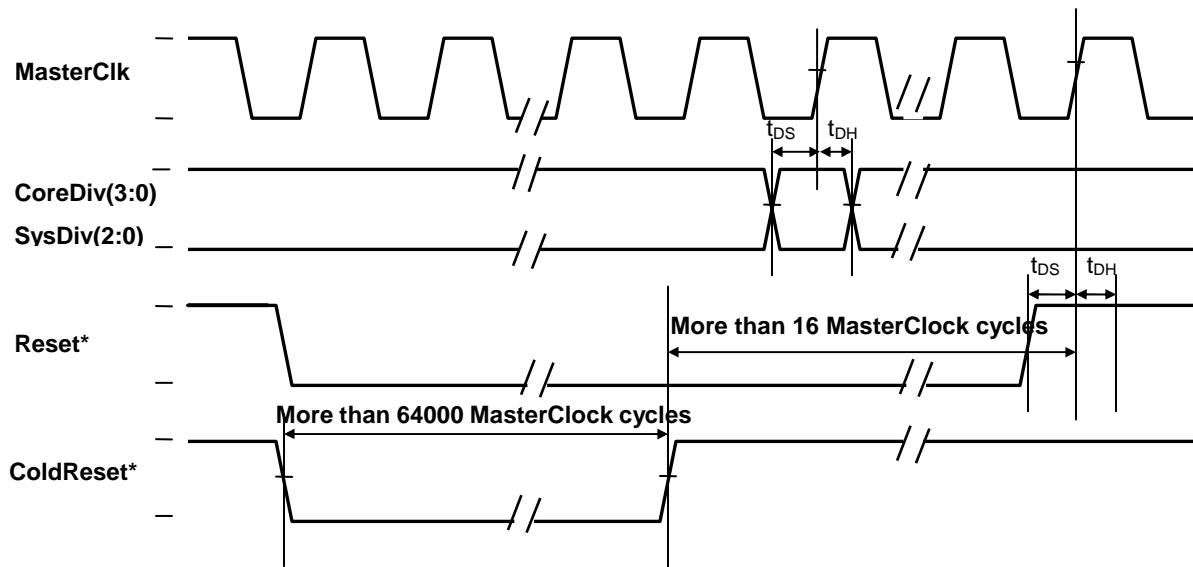 MasterClk
tDS tDH
CoreDiv(3:0)
SysDiv(2:0)
tDS tDH
More than 16 MasterClock cycles
Reset*
More than 64000 MasterClock cycles
ColdReset*